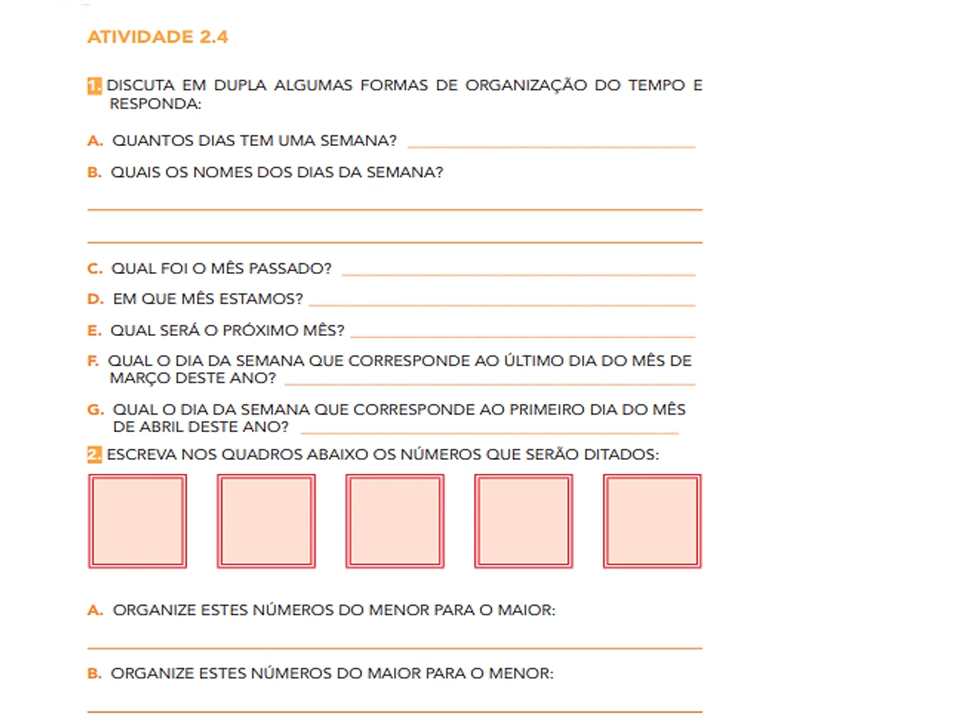 ATIVIDADE 2.4
1. DISCUTA EM DUPLA ALGUMAS FORMAS DE ORGANIZAÇÃO DO TEMPO E
RESPONDA:
A. QUANTOS DIAS TEM UMA SEMANA?
B. QUAIS OS NOMES DOS DIAS DA SEMANA?
C. QUAL FOI O MÊS PASSADO?
D. EM QUE MÊS ESTAMOS?
E. QUAL SERÁ O PRÓXIMO MÊS?
F. QUAL O DIA DA SEMANA QUE CORRESPONDE AO ÚLTIMO DIA DO MÊS DE
MARÇO DESTE ANO?
G. QUAL O DIA DA SEMANA QUE CORRESPONDE AO PRIMEIRO DIA DO MÊS
DE ABRIL DESTE ANO?
2. ESCREVA NOS QUADROS ABAIXO OS NÚMEROS QUE SERÃO DITADOS:
A. ORGANIZE ESTES NÚMEROS DO MENOR PARA O MAIOR:
B. ORGANIZE ESTES NÚMEROS DO MAIOR PARA O MENOR: